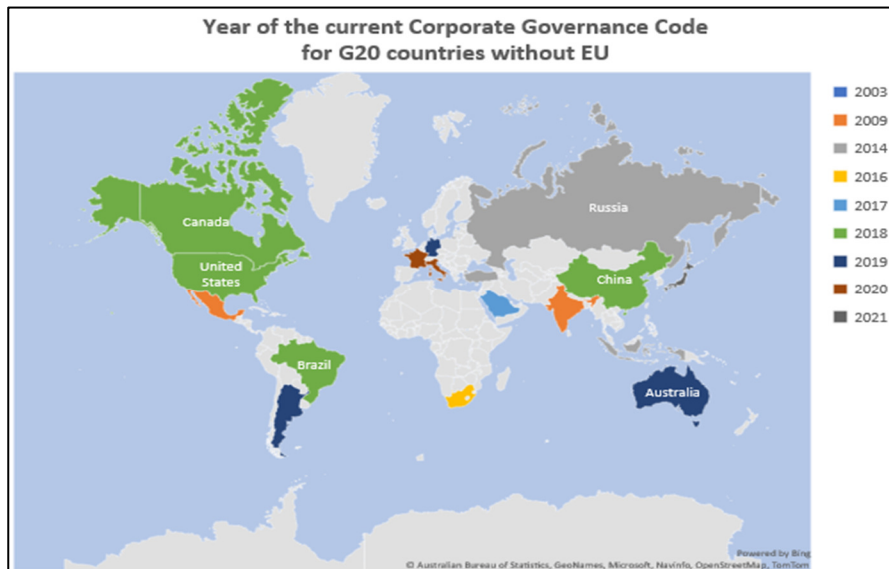 Year of the current Corporate Governance Code
for G20 countries without EU
2003
2009
2014
2016
2017
2018
2019
2020
2021
Canada
United
States
Brazil
Russia
China
Australia
Powered by Bing
© Australian Bureau of Statistics, GeoNames, Microsoft, Navinfo, OpenStreetMap, TomTom